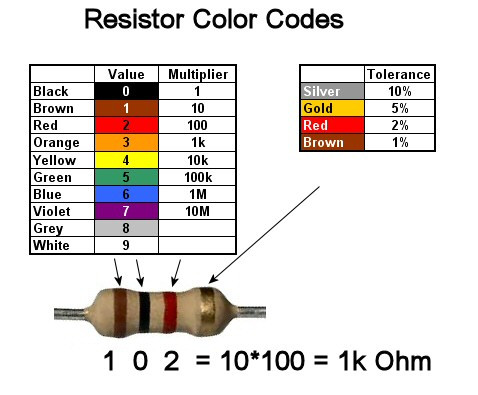 Resistor Color Codes
Value Multiplier
Black 0 1
Brown 1 10
Red 2 100
Orange 3 1k
Yellow 4 10k
Green 5 100k
Blue 6 1M
Violet 7 10M
Grey 8
White 9
Tolerance
Silver 10%
Gold 5%
Red 2%
Brown 1%
1 0 2 = 10*100 = 1k Ohm